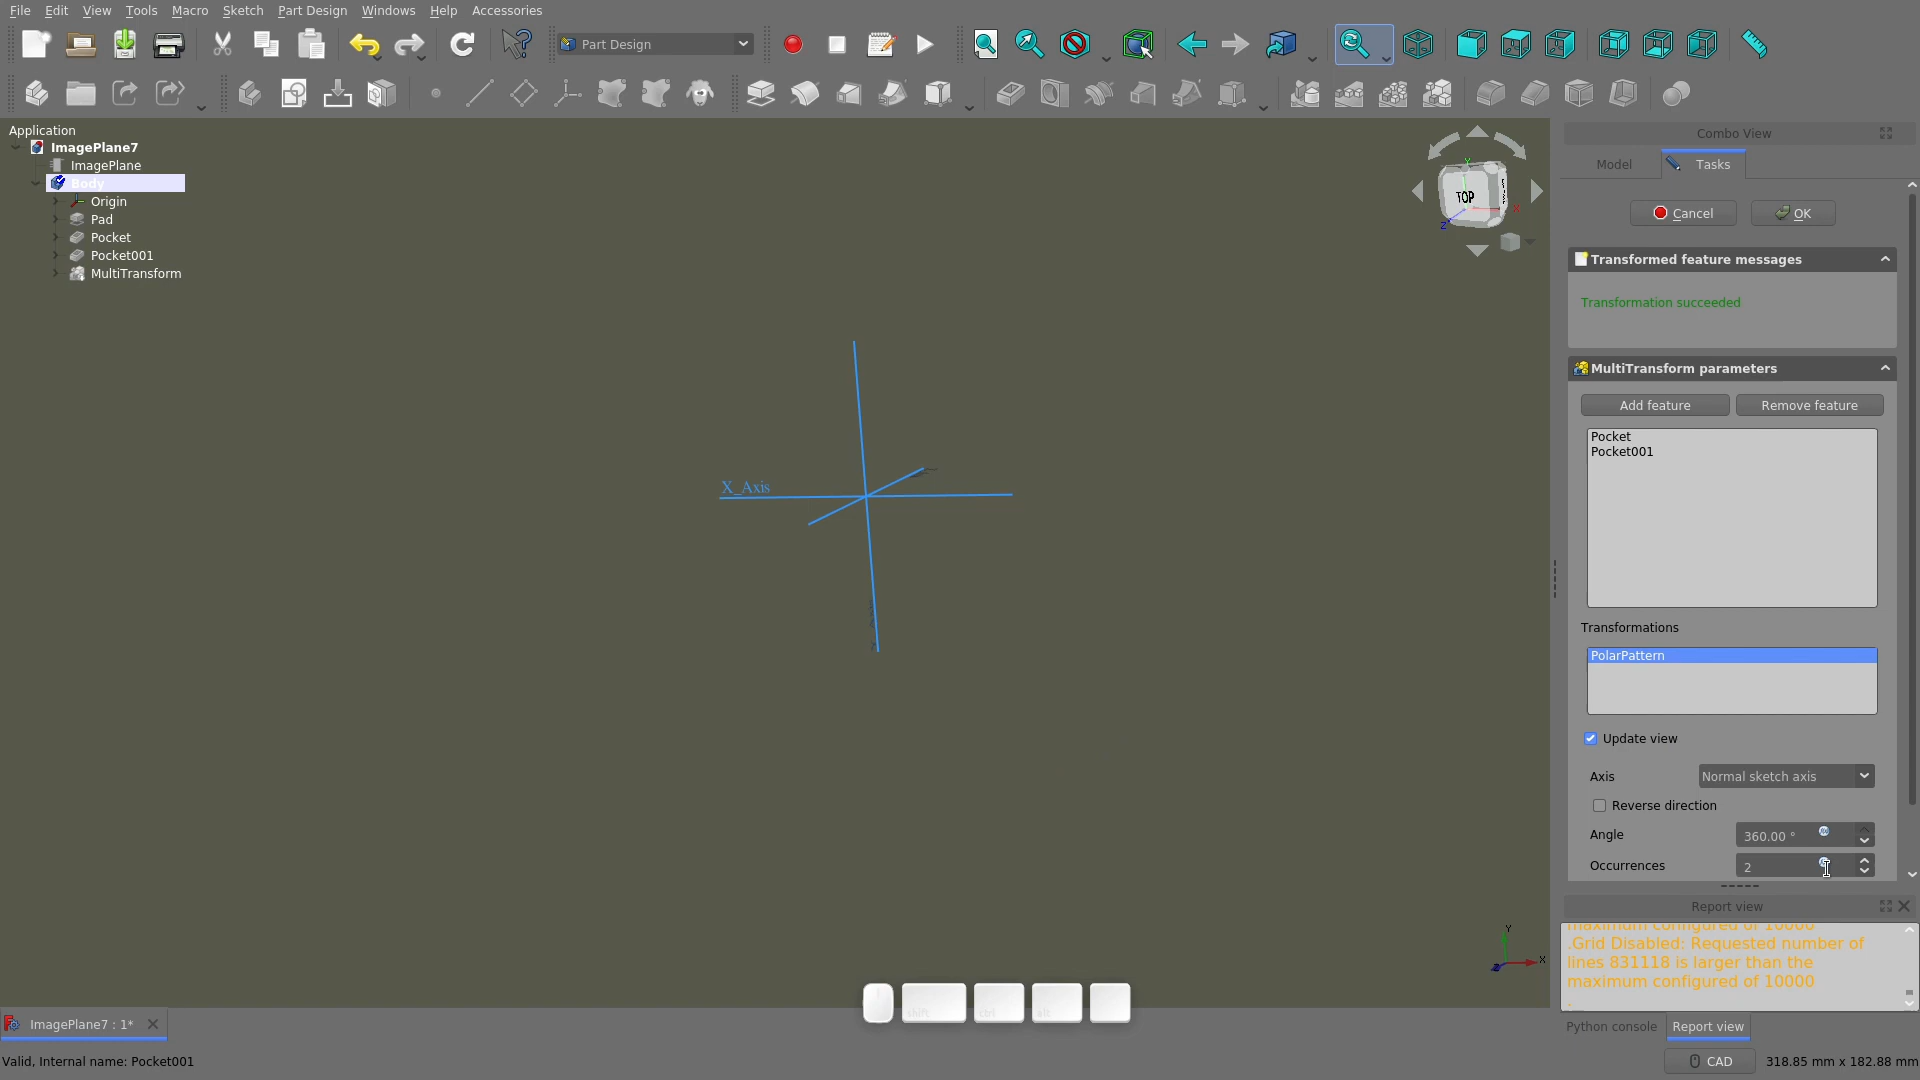 File Edit View Tools Macro Sketch Part Design Windows Help Accessories
Part Design
Application
ImagePlane7
ImagePlane
Body
Origin
Pad
Pocket
Pocket001
MultiTransform
X_Axis
TOP
Y
X
Z
Combo View
Model Tasks
Cancel OK
Transformed feature messages
Transformation succeeded
MultiTransform parameters
Add feature Remove feature
Pocket
Pocket001
Transformations
PolarPattern
Update view
Axis Normal sketch axis
Reverse direction
Angle 360.00 °
Occurrences 2
Report view
maximum configured of 10000
.Grid Disabled: Requested number of
lines 831118 is larger than the
maximum configured of 10000
.
Y
X
shift ctrl alt
ImagePlane7 : 1*
Python console Report view
Valid, Internal name: Pocket001
CAD 318.85 mm x 182.88 mm